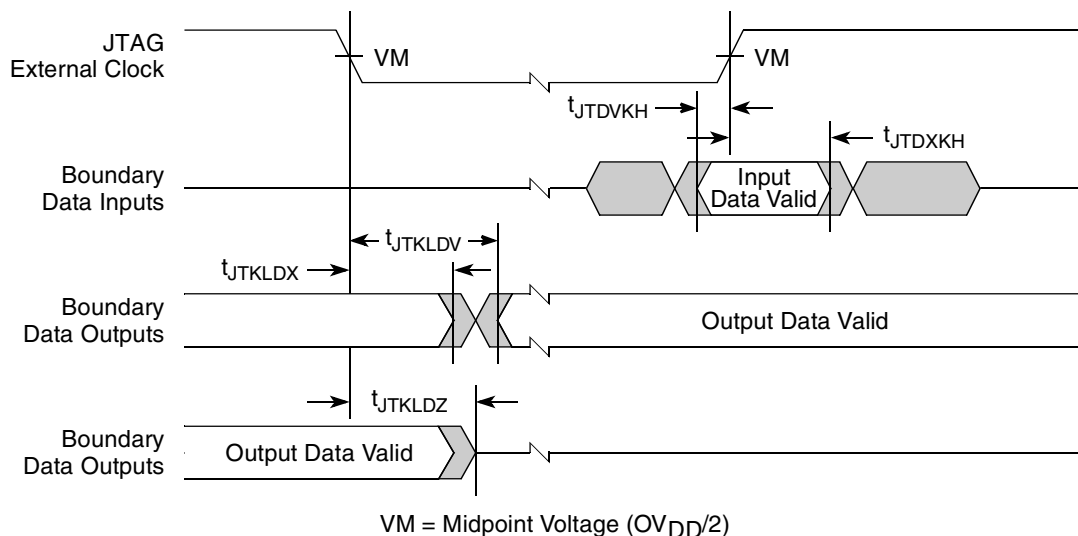 JTAG
External Clock
VM
VM
tJTDVKH
tJTDXKH
Boundary
Data Inputs
Input
Data Valid
tJTKLDV
tJTKLDX
Boundary
Data Outputs
Output Data Valid
tJTKLDZ
Boundary
Data Outputs
Output Data Valid
VM = Midpoint Voltage (OVDD/2)